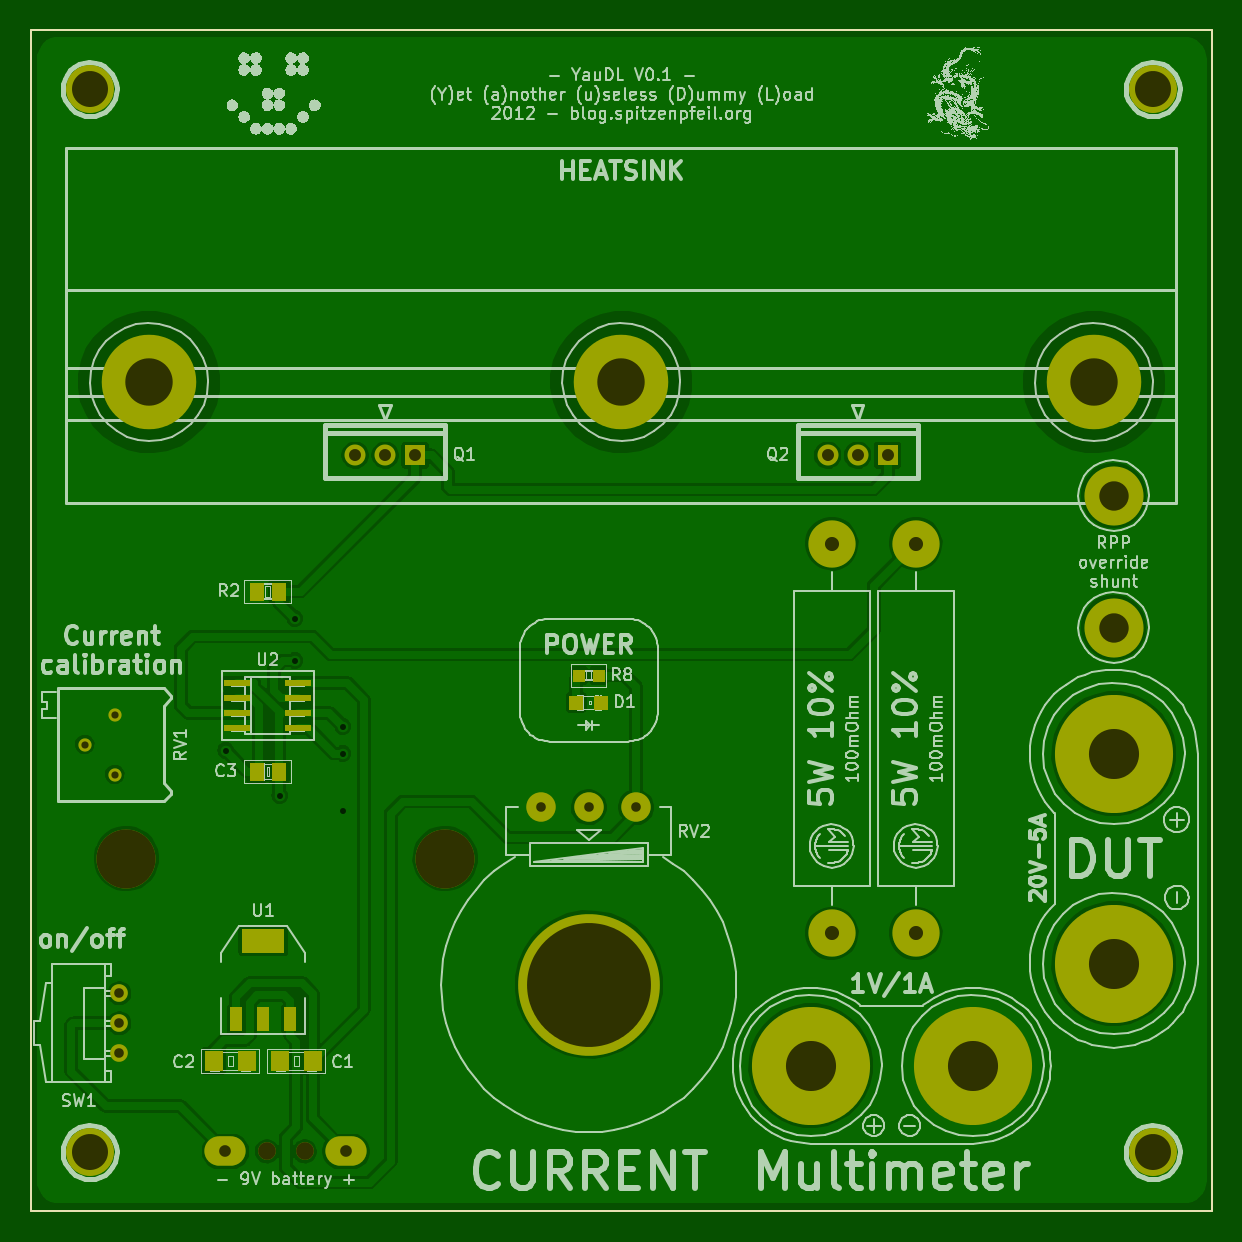 – YauDL V0.1 –
(Y)et (a)nother (u)seless (D)ummy (L)oad
2012 – blog.spitzenpfeil.org
HEATSINK
Q1
Q2
RPP
override
shunt
R2
Current
calibration
U2
RV1
C3
POWER
R8
D1
5W 10%
100mOhm
5W 10%
100mOhm
RV2
20V–5A
DUT
+
-
on/off
U1
1V/1A
C2
C1
SW1
- 9V battery +
+ -
CURRENT
Multimeter